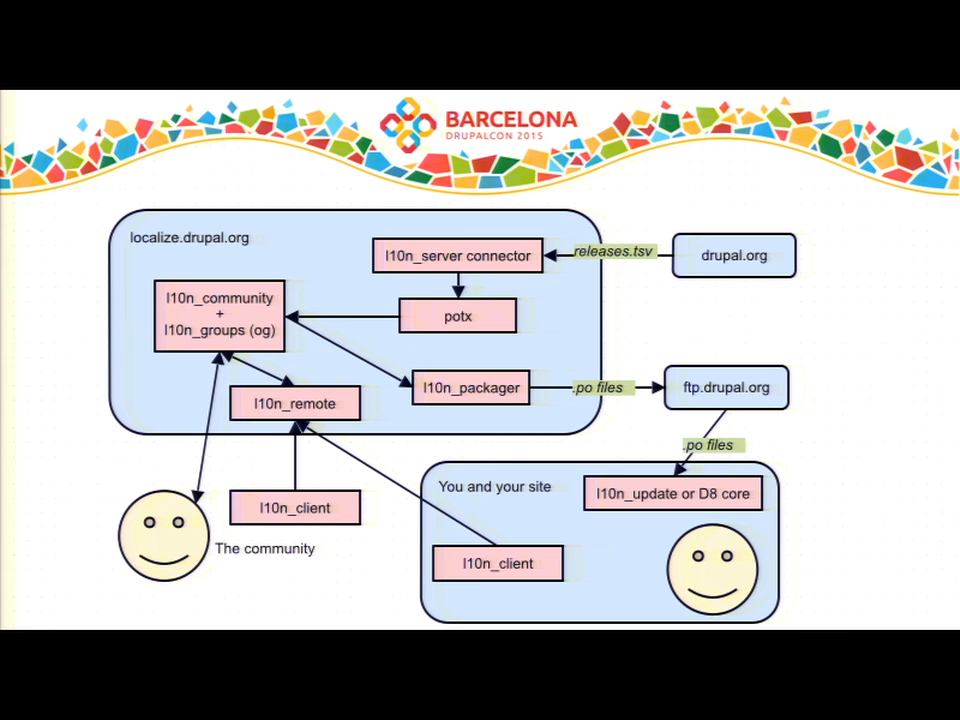 BARCELONA
DRUPALCON 2015
localize.drupal.org
l10n_server connector
releases.tsv
drupal.org
l10n_community
+
l10n_groups (og)
potx
l10n_packager
.po files
ftp.drupal.org
l10n_remote
.po files
You and your site
l10n_update or D8 core
l10n_client
The community
l10n_client